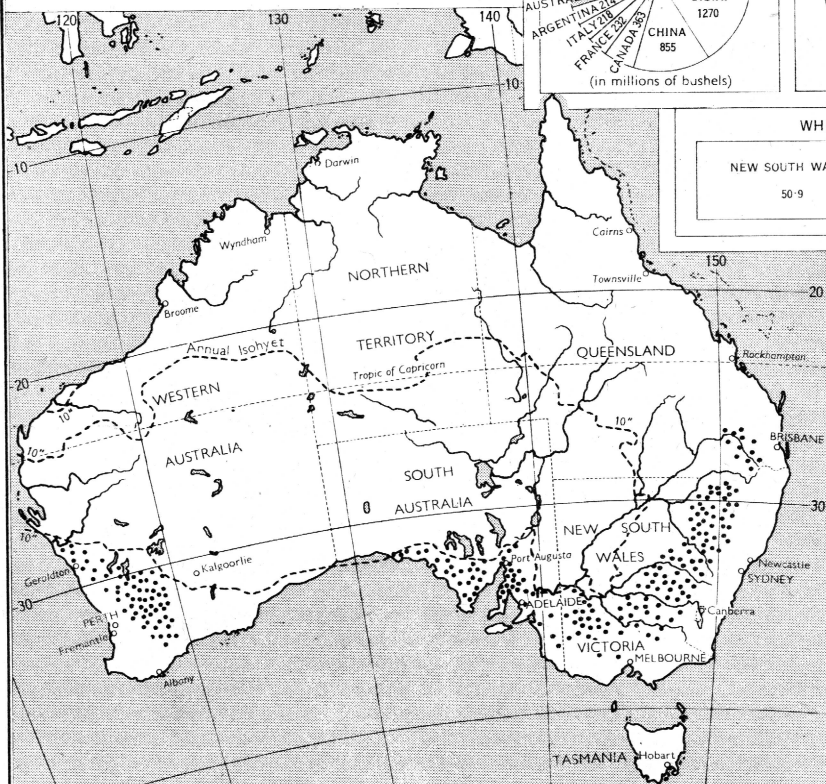 120
130
140
AUSTRA
ARGENTINA 214
ITALY 218
FRANCE 232
CANADA 363
CHINA
855
1270
(in millions of bushels)
10
10
WH
NEW SOUTH WA
50·9
Darwin
Wyndham
Cairns
150
Townsville
20
NORTHERN
TERRITORY
Broome
Annual Isohyet
Tropic of Capricorn
QUEENSLAND
Rockhampton
20
WESTERN
AUSTRALIA
10"
10"
10"
BRISBANE
SOUTH
AUSTRALIA
30
NEW SOUTH
WALES
10"
Port Augusta
Geraldton
Kalgoorlie
Newcastle
SYDNEY
30
PERTH
Fremantle
ADELAIDE
Canberra
VICTORIA
MELBOURNE
Albany
TASMANIA
Hobart